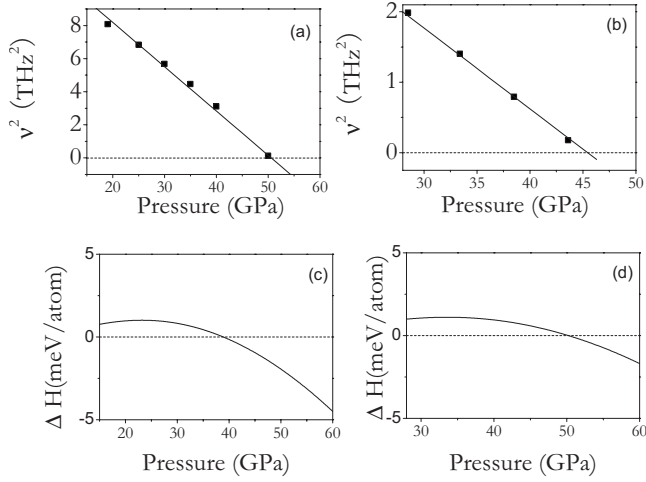 8
6
4
2
0
20 30 40 50 60
ν² (THz²)
Pressure (GPa)
(a)
2
1
0
30 35 40 45 50
ν² (THz²)
Pressure (GPa)
(b)
5
0
-5
20 30 40 50 60
Δ H(meV/atom)
Pressure (GPa)
(c)
5
0
-5
30 40 50 60
Δ H(meV/atom)
Pressure (GPa)
(d)